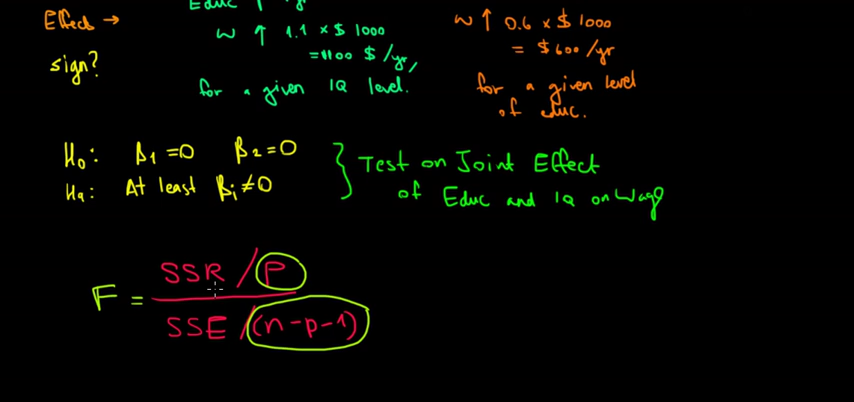 Effects →
sign?
Educ ↑
W ↑ 1.1 x $ 1000
= 1100 $ /yr,
for a given IQ level.
W ↑ 0.6 x $ 1000
= $ 600 /yr
for a given level
of educ.
H₀: β₁ = 0 β₂ = 0
Hₐ: At least βᵢ ≠ 0
Test on Joint Effect
of Educ and IQ on Wage
F = SSR / P
SSE / (n - p - 1)